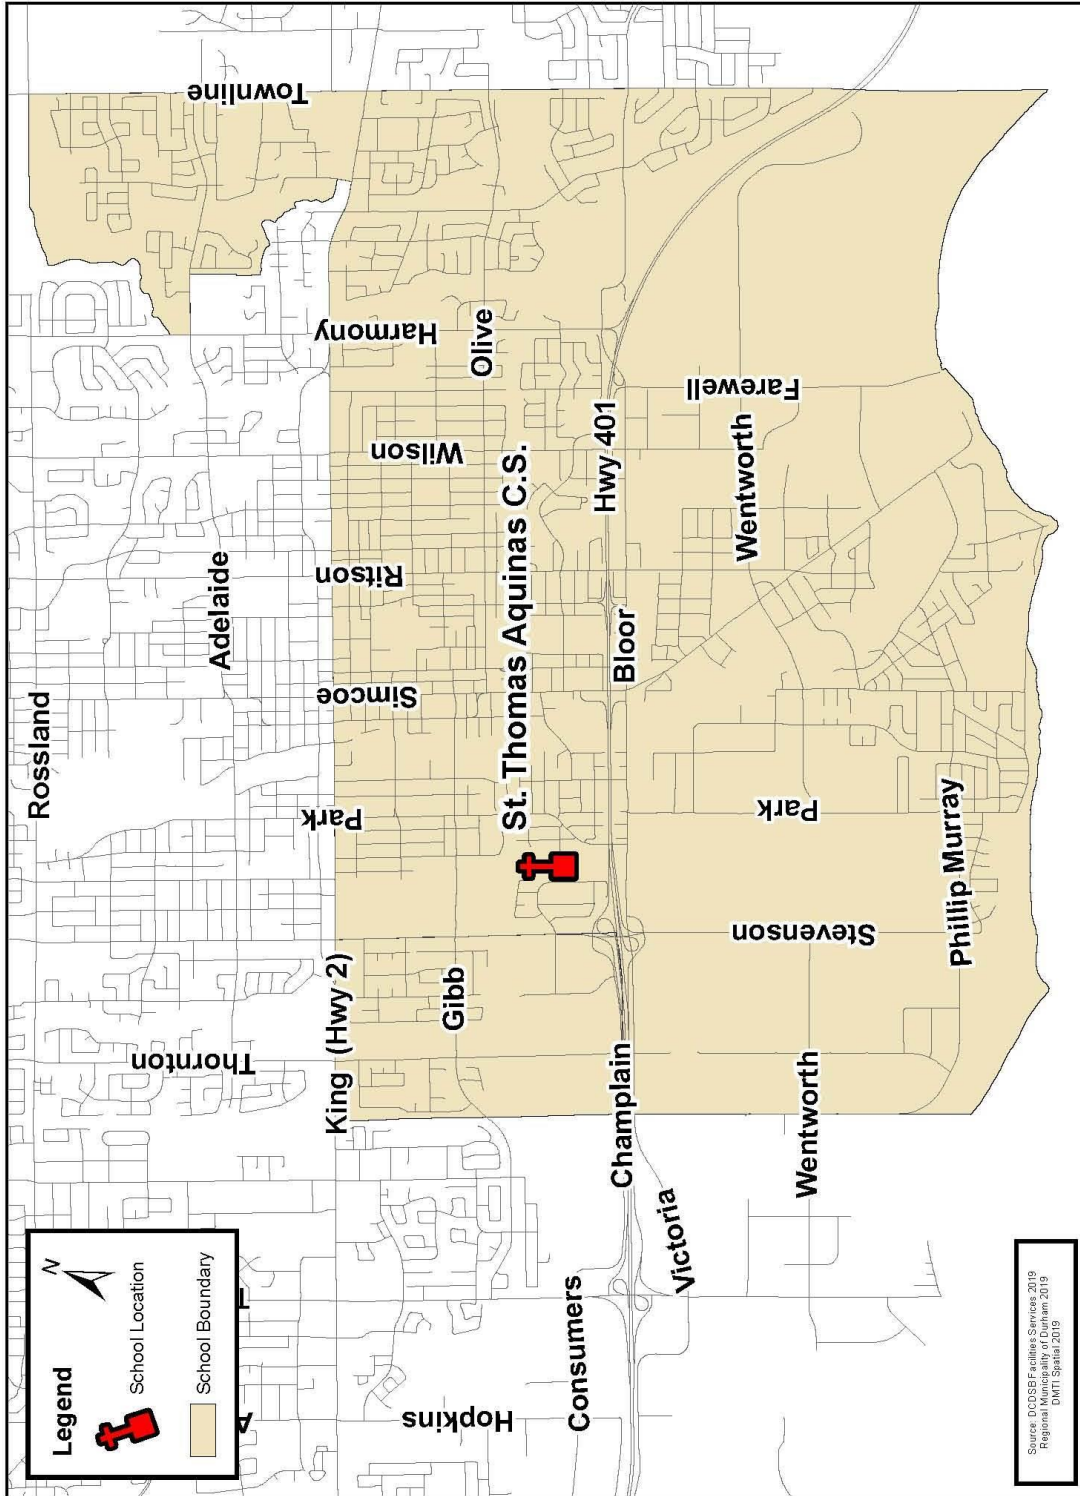 Legend
N
School Location
School Boundary
Rossland
Thornton
Adelaide
Townline
King (Hwy 2)
Park
Simcoe
Ritson
Harmony
Wilson
Hopkins
Gibb
Olive
St. Thomas Aquinas C.S.
Consumers
Champlain
Hwy 401
Bloor
Victoria
Farewell
Wentworth
Park
Stevenson
Wentworth
Phillip Murray
Source: DCDSB Facilities Services 2019
Regional Municipality of Durham 2019
DMTI Spatial 2019